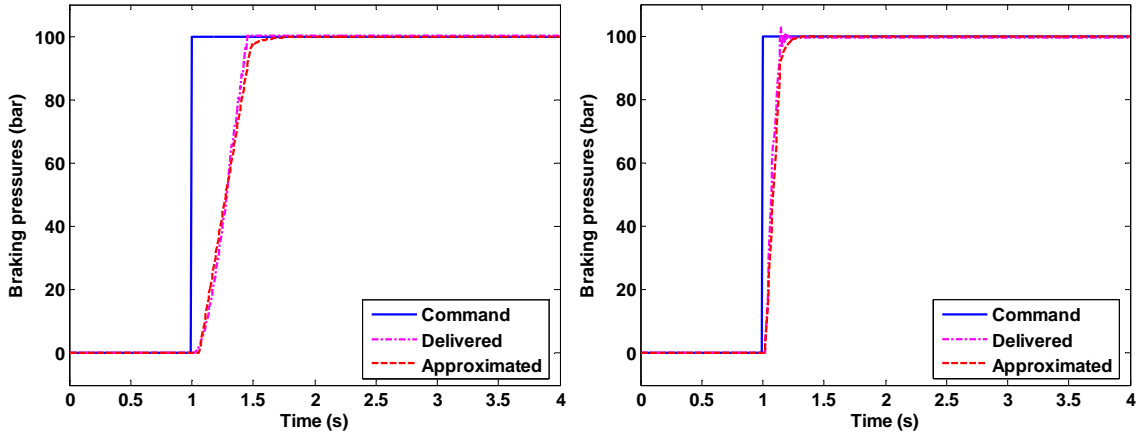 Braking pressures (bar)
100
80
60
40
20
0
0 0.5 1 1.5 2 2.5 3 3.5 4
Time (s)
Command
Delivered
Approximated
Braking pressures (bar)
100
80
60
40
20
0
0 0.5 1 1.5 2 2.5 3 3.5 4
Time (s)
Command
Delivered
Approximated